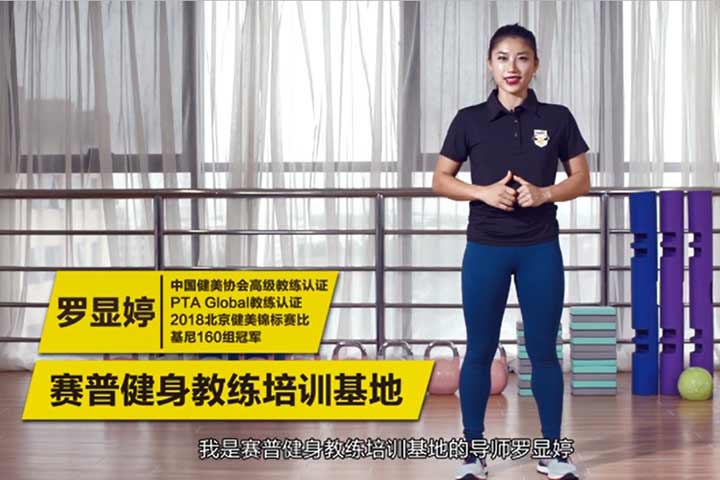 罗显婷
中国健美协会高级教练认证
PTA Global教练认证
2018北京健美锦标赛比
基尼160组冠军
赛普健身教练培训基地
我是赛普健身教练培训基地的导师罗显婷